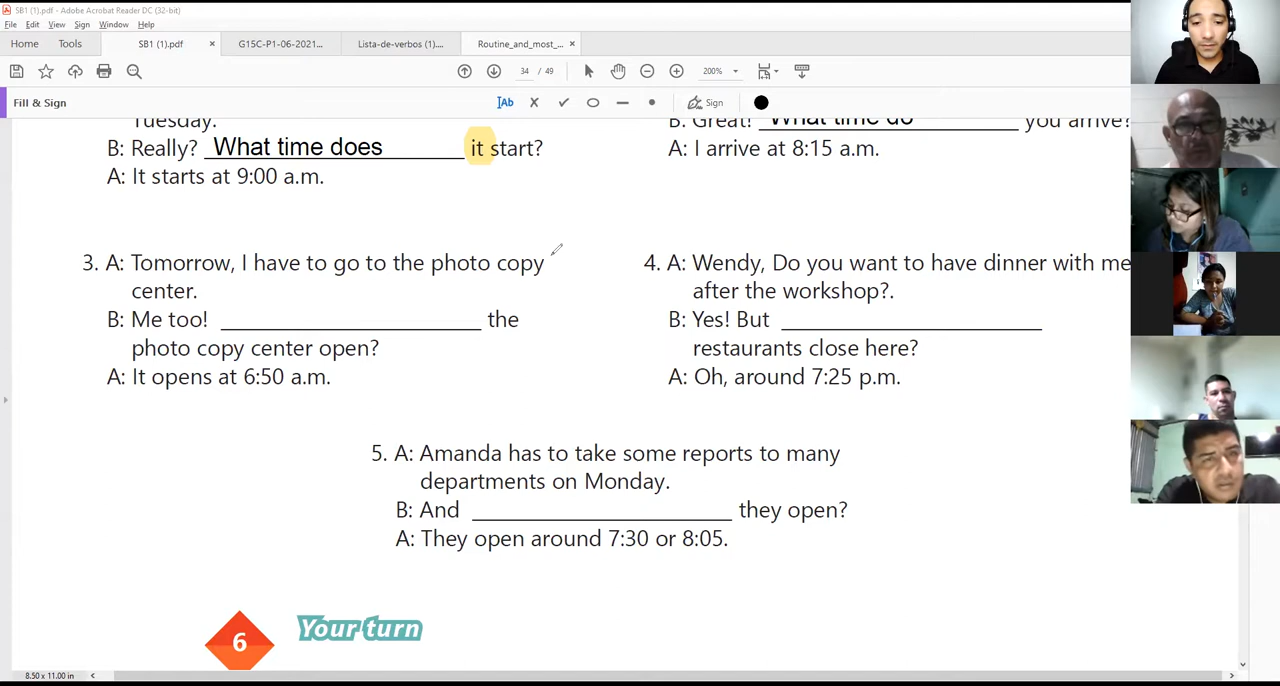 SB1 (1).pdf - Adobe Acrobat Reader DC (32-bit)
File Edit View Sign Window Help
Home Tools SB1 (1).pdf × G15C-P1-06-2021... Lista-de-verbos (1).... Routine_and_most_... ×
34 / 49 200%
Fill & Sign Ab Sign
Tuesday.
B: Really? What time does it start?
A: It starts at 9:00 a.m.
B: Great! What time do you arrive?
A: I arrive at 8:15 a.m.
3. A: Tomorrow, I have to go to the photo copy
center.
B: Me too! ____________________ the
photo copy center open?
A: It opens at 6:50 a.m.
4. A: Wendy, Do you want to have dinner with me
after the workshop?.
B: Yes! But ____________________
restaurants close here?
A: Oh, around 7:25 p.m.
5. A: Amanda has to take some reports to many
departments on Monday.
B: And ____________________ they open?
A: They open around 7:30 or 8:05.
6 Your turn
8.50 x 11.00 in